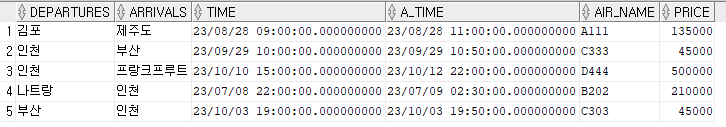 DEPARTURES ARRIVALS TIME A_TIME AIR_NAME PRICE
1 김포 제주도 23/08/28 09:00:00.000000000 23/08/28 11:00:00.000000000 A111 135000
2 인천 부산 23/09/29 10:00:00.000000000 23/09/29 10:50:00.000000000 C333 45000
3 인천 프랑크프루트 23/10/10 15:00:00.000000000 23/10/12 22:00:00.000000000 D444 500000
4 나트랑 인천 23/07/08 22:00:00.000000000 23/07/09 02:30:00.000000000 B202 210000
5 부산 인천 23/10/03 19:00:00.000000000 23/10/03 19:50:00.000000000 C303 45000